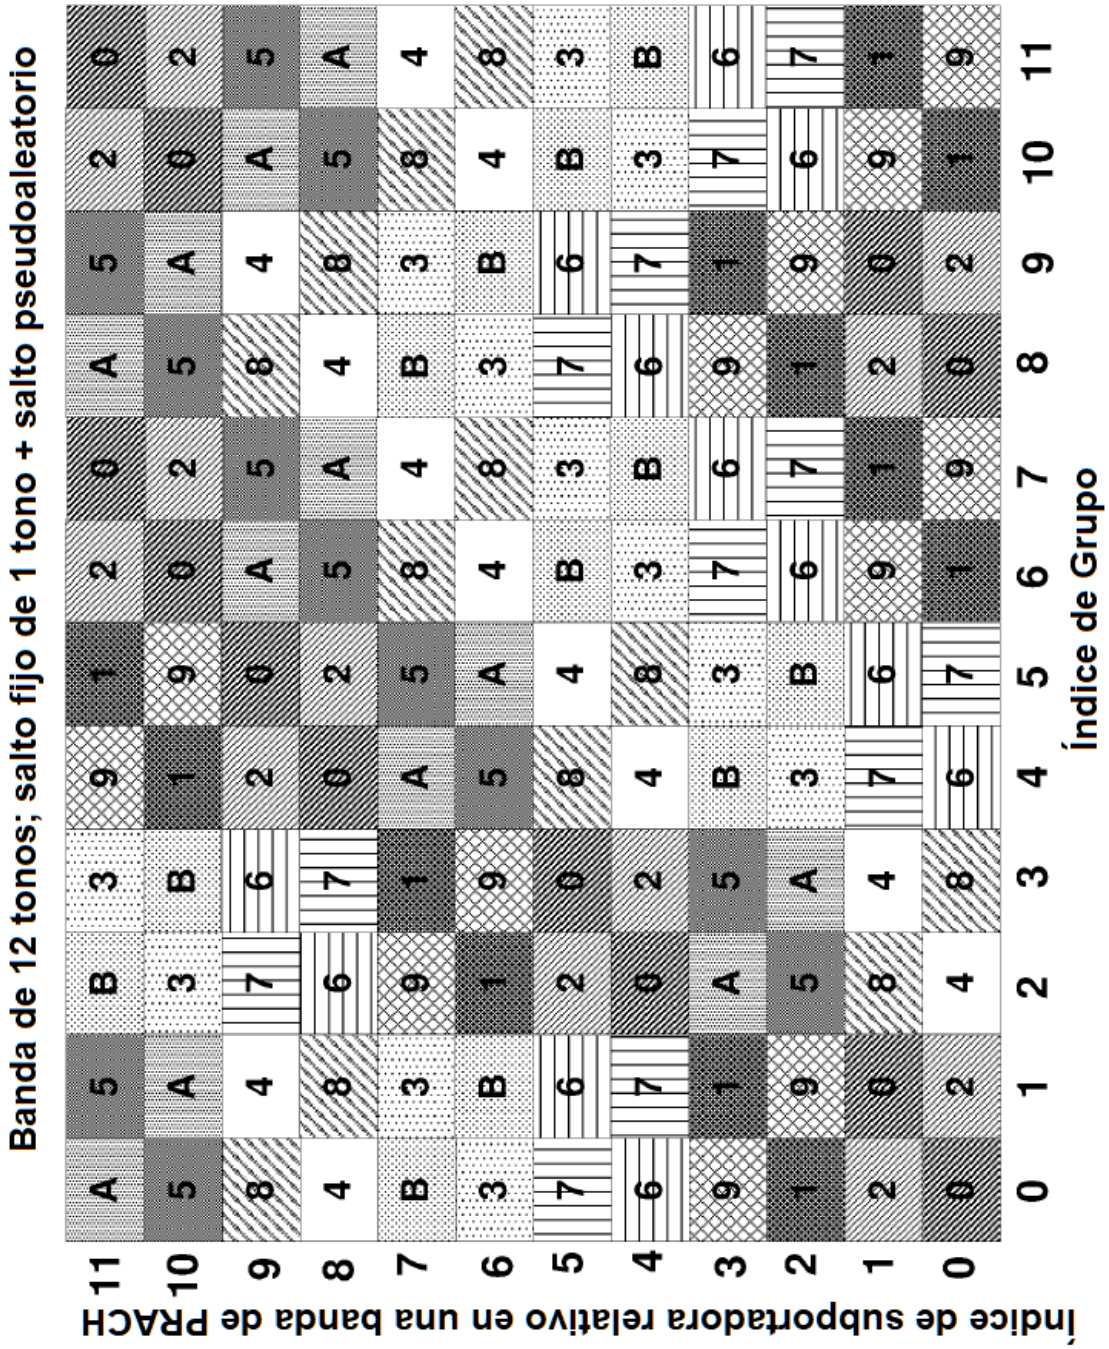 Banda de 12 tonos; salto fijo de 1 tono + salto pseudoaleatorio
Índice de subportadora relativo en una banda de PRACH
11 A 5 B 3 9 1 2 0 A 5 2 0
10 5 A 3 B 1 9 0 2 5 A 0 2
9 8 4 7 6 2 0 A 5 8 4 A 5
8 4 8 6 7 0 2 5 A 4 8 5 A
7 B 3 9 1 A 5 8 4 B 3 8 4
6 3 B 1 9 5 A 4 8 3 B 4 8
5 7 6 2 0 8 4 B 3 7 6 B 3
4 6 7 0 2 4 8 3 B 6 7 3 B
3 9 1 A 5 B 3 7 6 9 1 7 6
2 1 9 5 A 3 B 6 7 1 9 6 7
1 2 0 8 4 7 6 9 1 2 0 9 1
0 0 2 4 8 6 7 1 9 0 2 1 9
0 1 2 3 4 5 6 7 8 9 10 11
Índice de Grupo